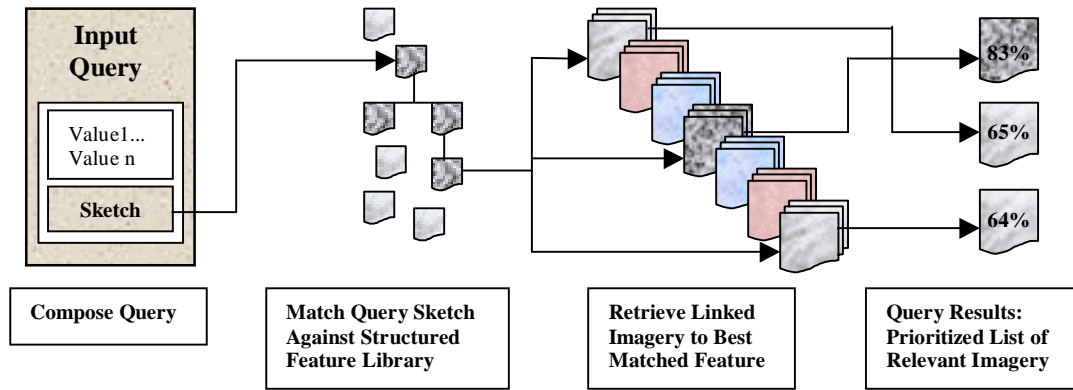 Input
Query
Value1...
Value n
Sketch
83%
65%
64%
Compose Query
Match Query Sketch
Against Structured
Feature Library
Retrieve Linked
Imagery to Best
Matched Feature
Query Results:
Prioritized List of
Relevant Imagery